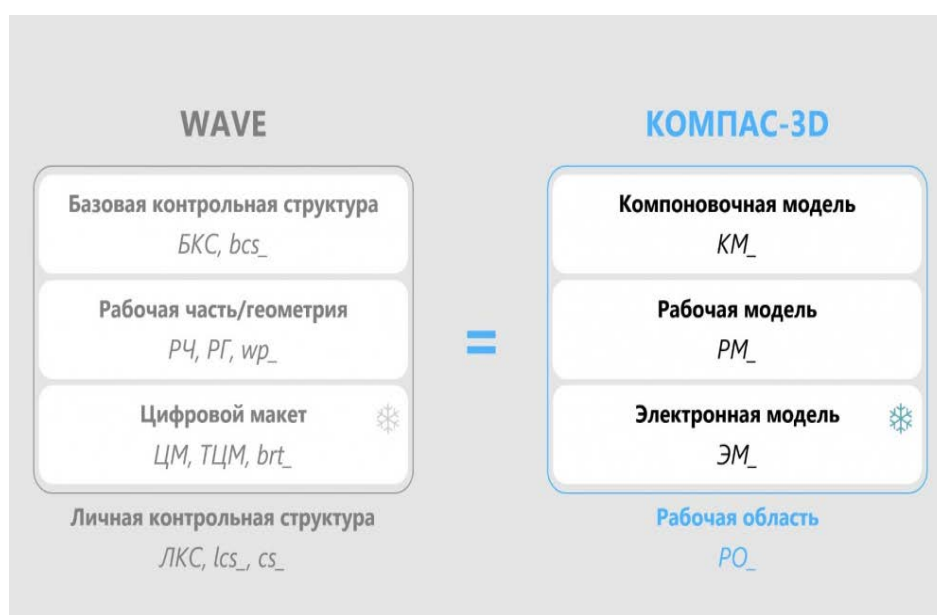 WAVE
Базовая контрольная структура
БКС, bcs_
Рабочая часть/геометрия
РЧ, РГ, wp_
Цифровой макет
ЦМ, ТЦМ, brt_
Личная контрольная структура
ЛКС, lcs_, cs_
=
КОМПАС-3D
Компоновочная модель
КМ_
Рабочая модель
РМ_
Электронная модель
ЭМ_
Рабочая область
РО_